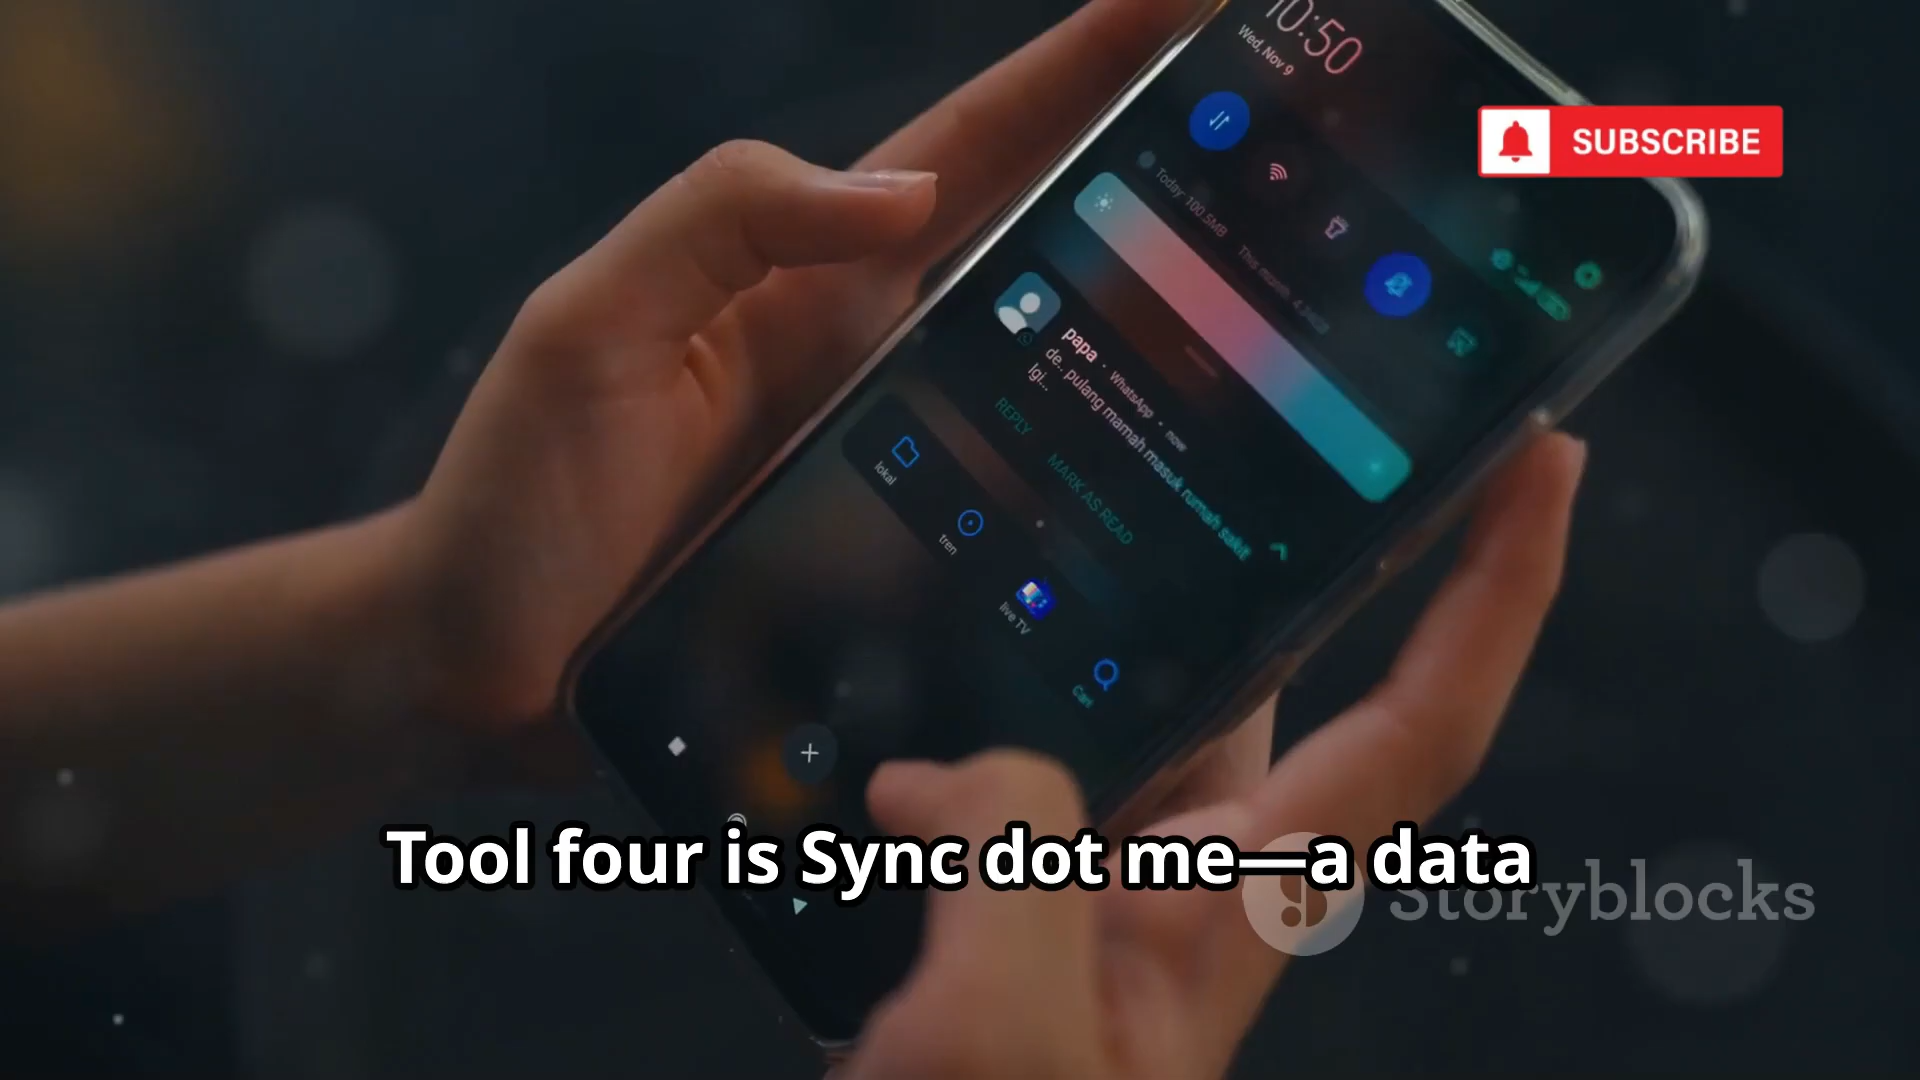 10:50
Wed, Nov 9
SUBSCRIBE
Today: 100.5MB
papa · WhatsApp · now
de.. pulang mamah masuk rumah sakit
lgi...
REPLY
MARK AS READ
lokal
tren
live TV
Cari
Tool four is Sync dot me—a data
Storyblocks